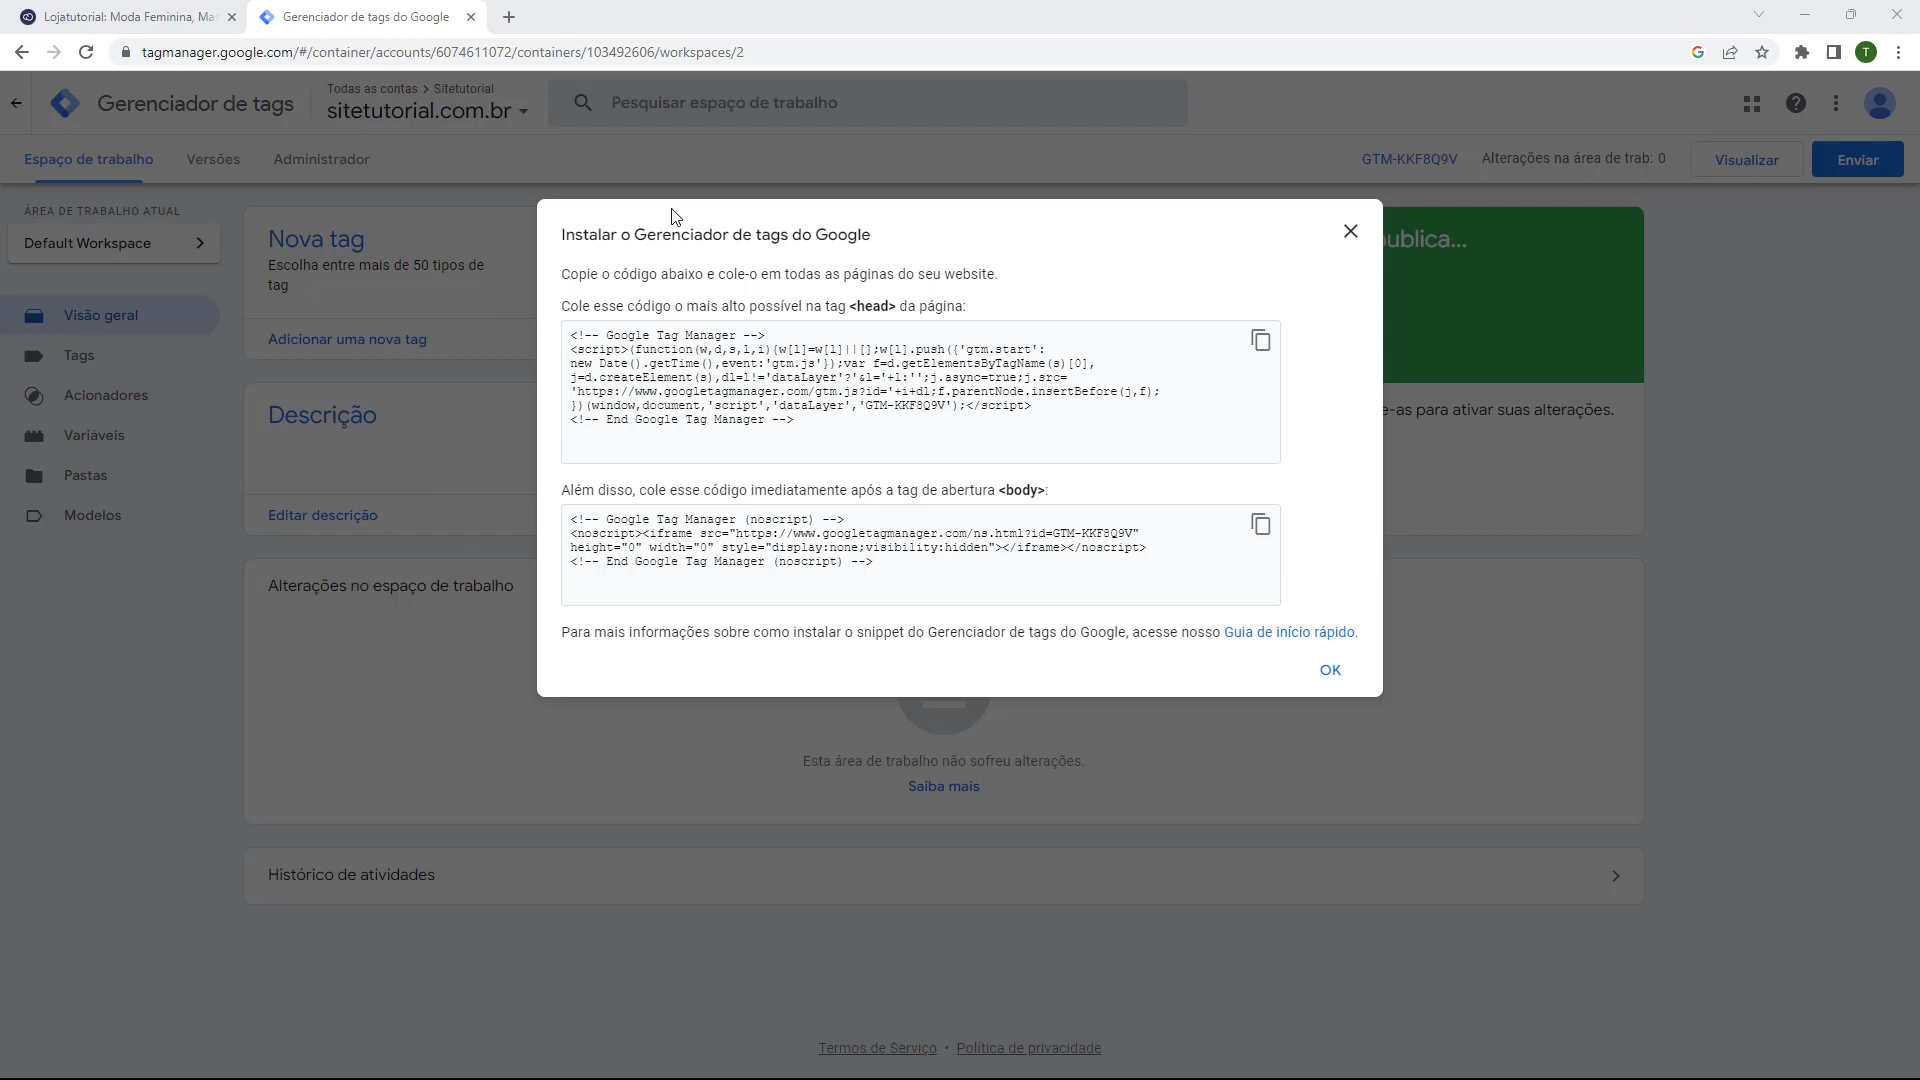 Lojatutorial: Moda Feminina, Mas
Gerenciador de tags do Google
tagmanager.google.com/#/container/accounts/6074611072/containers/103492606/workspaces/2
T
Gerenciador de tags
Todas as contas > Sitetutorial
sitetutorial.com.br
Pesquisar espaço de trabalho
Espaço de trabalho
Versões
Administrador
GTM-KKF8Q9V
Alterações na área de trab: 0
Visualizar
Enviar
ÁREA DE TRABALHO ATUAL
Default Workspace
Visão geral
Tags
Acionadores
Variáveis
Pastas
Modelos
Nova tag
Escolha entre mais de 50 tipos de
tag
Adicionar uma nova tag
Descrição
Editar descrição
ublica...
e-as para ativar suas alterações.
Instalar o Gerenciador de tags do Google
Copie o código abaixo e cole-o em todas as páginas do seu website.
Cole esse código o mais alto possível na tag <head> da página:
<!-- Google Tag Manager -->
<script>(function(w,d,s,l,i){w[l]=w[l]||[];w[l].push({'gtm.start':
new Date().getTime(),event:'gtm.js'});var f=d.getElementsByTagName(s)[0],
j=d.createElement(s),dl=l!='dataLayer'?'&l='+l:'';j.async=true;j.src=
'https://www.googletagmanager.com/gtm.js?id='+i+dl;f.parentNode.insertBefore(j,f);
})(window,document,'script','dataLayer','GTM-KKF8Q9V');</script>
<!-- End Google Tag Manager -->
Além disso, cole esse código imediatamente após a tag de abertura <body>:
<!-- Google Tag Manager (noscript) -->
<noscript><iframe src="https://www.googletagmanager.com/ns.html?id=GTM-KKF8Q9V"
height="0" width="0" style="display:none;visibility:hidden"></iframe></noscript>
<!-- End Google Tag Manager (noscript) -->
Para mais informações sobre como instalar o snippet do Gerenciador de tags do Google, acesse nosso Guia de início rápido.
OK
Alterações no espaço de trabalho
Esta área de trabalho não sofreu alterações.
Saiba mais
Histórico de atividades
Termos de Serviço · Política de privacidade